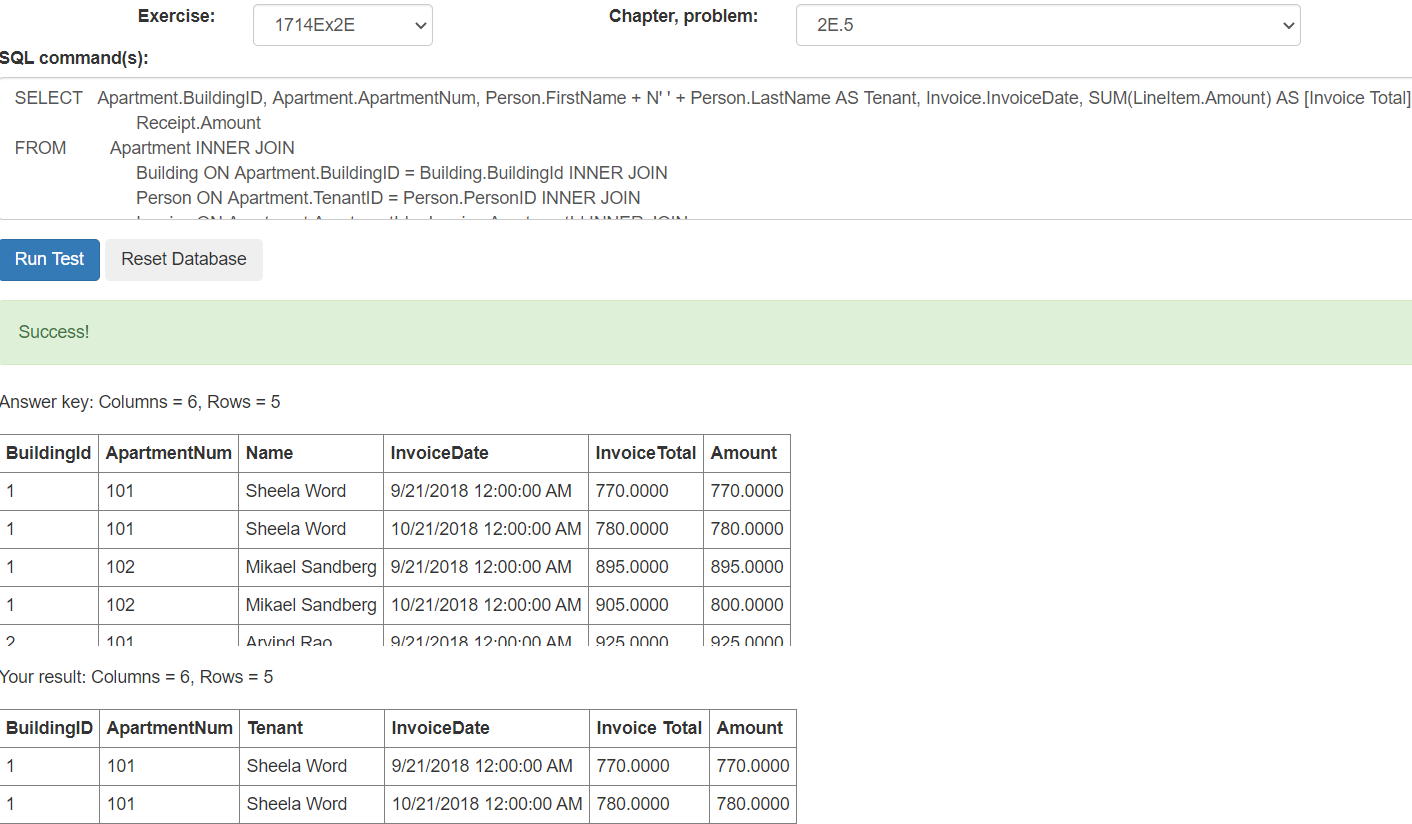 Exercise: 1714Ex2E Chapter, problem: 2E.5
SQL command(s):
SELECT Apartment.BuildingID, Apartment.ApartmentNum, Person.FirstName + N' ' + Person.LastName AS Tenant, Invoice.InvoiceDate, SUM(LineItem.Amount) AS [Invoice Total]
Receipt.Amount
FROM Apartment INNER JOIN
Building ON Apartment.BuildingID = Building.BuildingId INNER JOIN
Person ON Apartment.TenantID = Person.PersonID INNER JOIN
Run Test Reset Database
Success!
Answer key: Columns = 6, Rows = 5
BuildingId ApartmentNum Name InvoiceDate InvoiceTotal Amount
1 101 Sheela Word 9/21/2018 12:00:00 AM 770.0000 770.0000
1 101 Sheela Word 10/21/2018 12:00:00 AM 780.0000 780.0000
1 102 Mikael Sandberg 9/21/2018 12:00:00 AM 895.0000 895.0000
1 102 Mikael Sandberg 10/21/2018 12:00:00 AM 905.0000 800.0000
2 101 Arvind Rao 9/21/2018 12:00:00 AM 925.0000 925.0000
Your result: Columns = 6, Rows = 5
BuildingID ApartmentNum Tenant InvoiceDate Invoice Total Amount
1 101 Sheela Word 9/21/2018 12:00:00 AM 770.0000 770.0000
1 101 Sheela Word 10/21/2018 12:00:00 AM 780.0000 780.0000